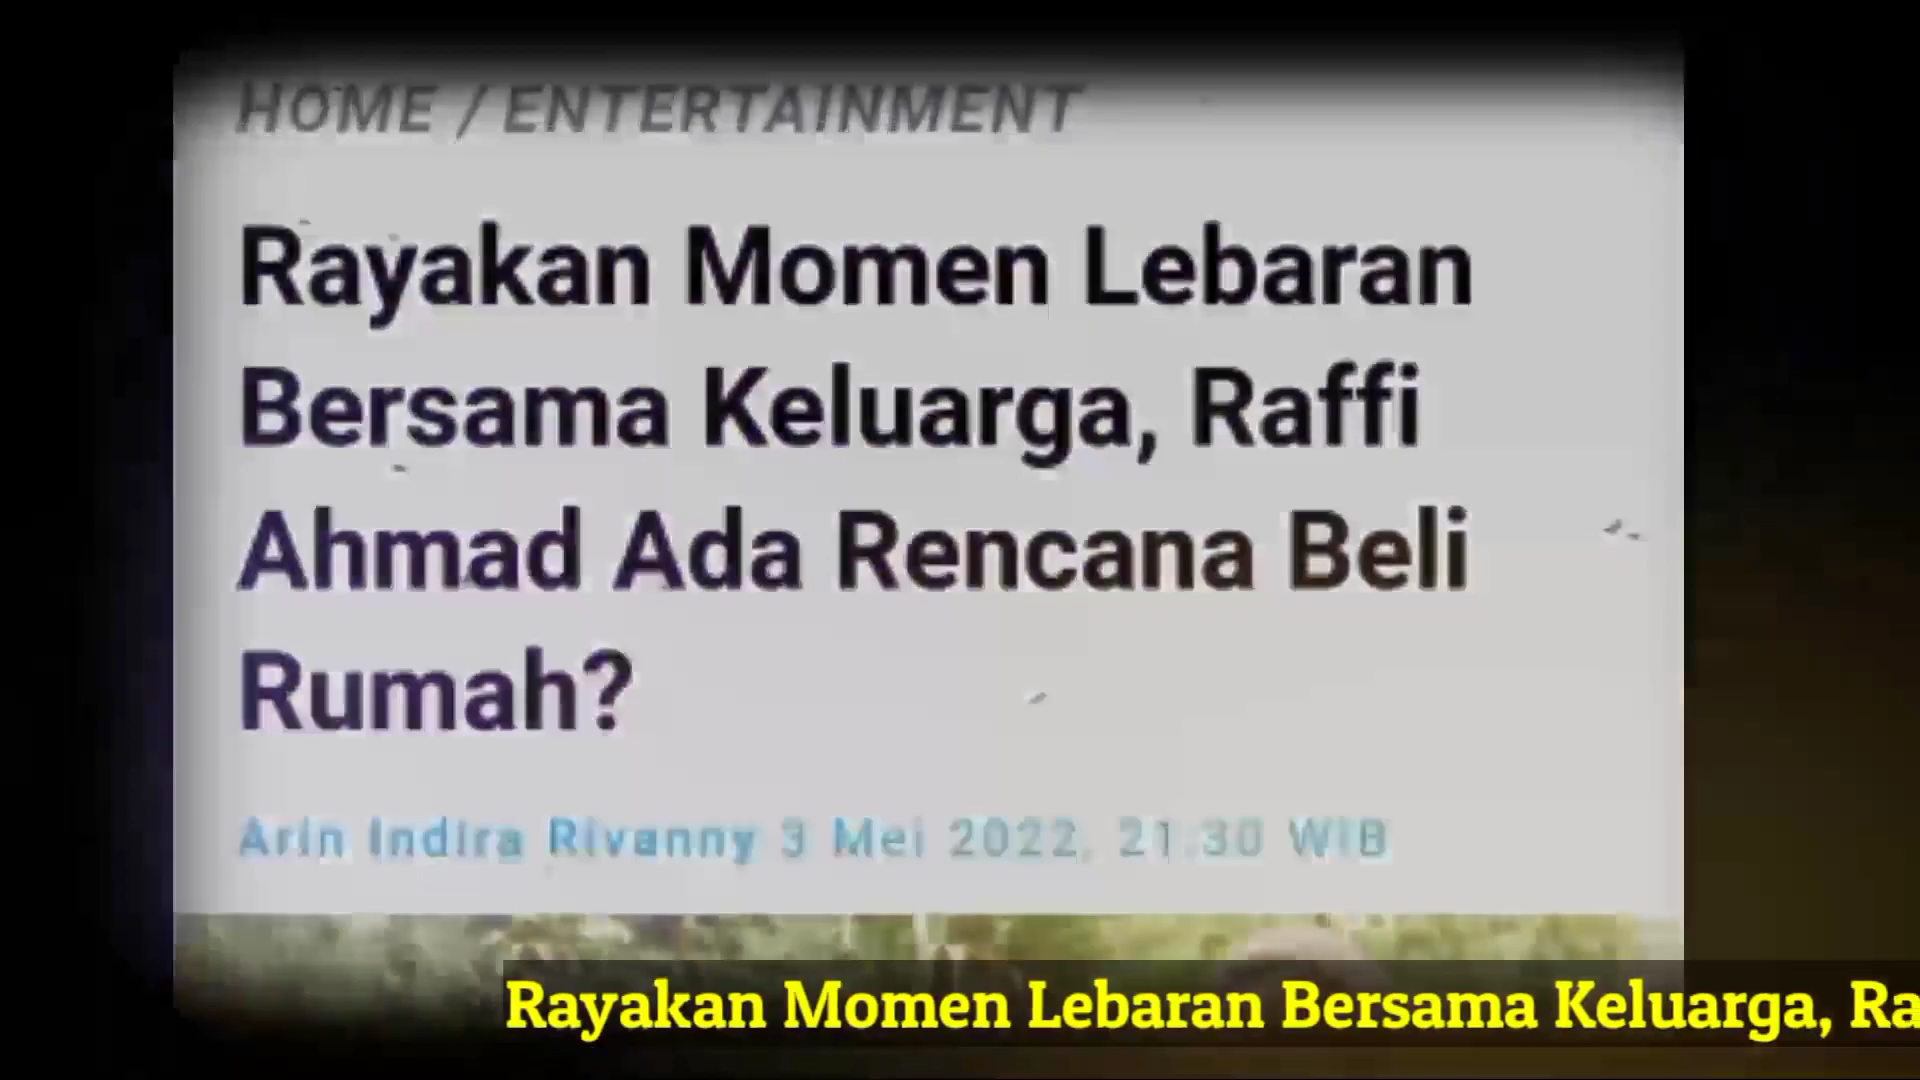 HOME / ENTERTAINMENT
Rayakan Momen Lebaran
Bersama Keluarga, Raffi
Ahmad Ada Rencana Beli
Rumah?
Arin Indira Rivanny 3 Mei 2022, 21:30 WIB
Rayakan Momen Lebaran Bersama Keluarga, Ra